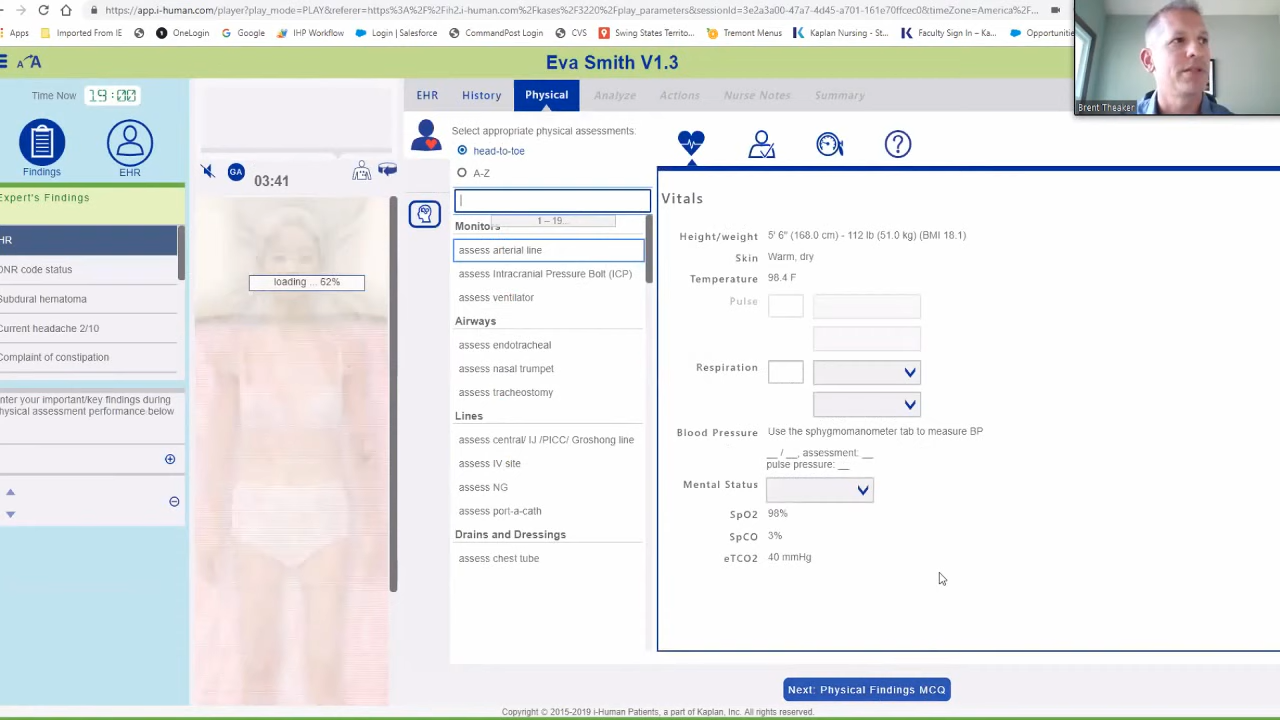 https://app.i-human.com/player?play_mode=PLAY&referer=https%3A%2F%2Fih2.i-human.com%2Fkases%2F3220%2Fplay_parameters&sessionId=3e2a3a00-47a7-4d45-a701-161e70ffcec0&timeZone=America%2F...
Apps Imported From IE OneLogin Google IHP Workflow Login | Salesforce CommandPost Login CVS Swing States Territo... Tremont Menus Kaplan Nursing - St... Faculty Sign In – Ka... Opportuniti
Eva Smith V1.3
Brent Theaker
Time Now 19:00
EHR History Physical Analyze Actions Nurse Notes Summary
Findings EHR
GA 03:41
Expert's Findings
HR
DNR code status
Subdural hematoma
Current headache 2/10
Complaint of constipation
enter your important/key findings during
physical assessment performance below
loading ... 62%
Select appropriate physical assessments.
head-to-toe
A-Z
1 – 19...
Monitors
assess arterial line
assess Intracranial Pressure Bolt (ICP)
assess ventilator
Airways
assess endotracheal
assess nasal trumpet
assess tracheostomy
Lines
assess central/ IJ /PICC/ Groshong line
assess IV site
assess NG
assess port-a-cath
Drains and Dressings
assess chest tube
Vitals
Height/weight 5' 6" (168.0 cm) - 112 lb (51.0 kg) (BMI 18.1)
Skin Warm, dry
Temperature 98.4 F
Pulse
Respiration
Blood Pressure Use the sphygmomanometer tab to measure BP
__ / __, assessment: __
pulse pressure: __
Mental Status
SpO2 98%
SpCO 3%
eTCO2 40 mmHg
Next: Physical Findings MCQ
Copyright © 2015-2019 i-Human Patients, a part of Kaplan, Inc. All rights reserved.